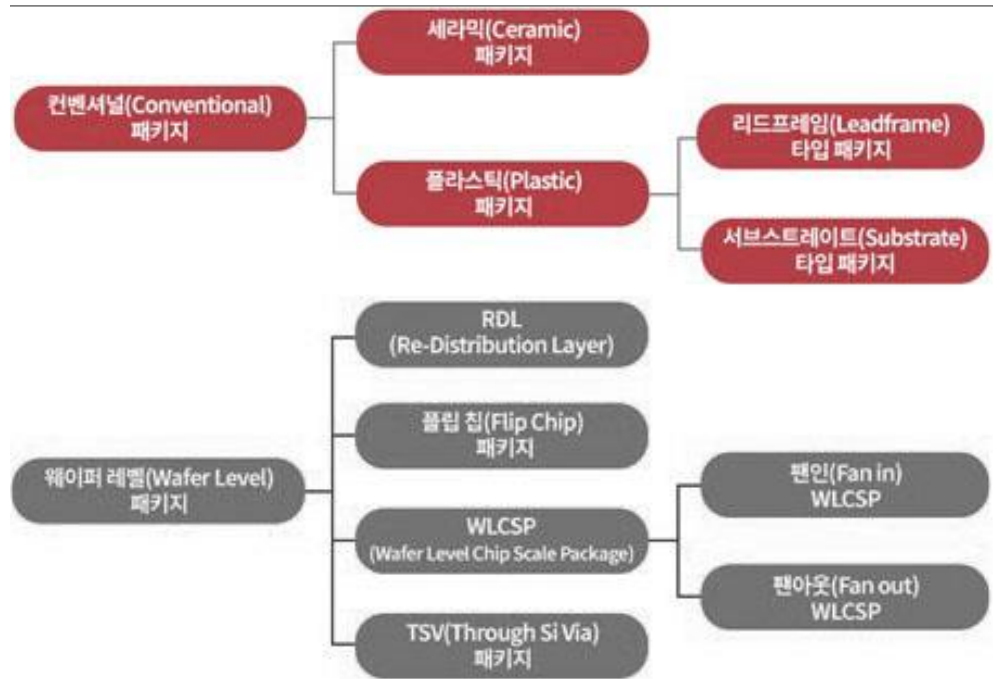 세라믹(Ceramic)
패키지
컨벤셔널(Conventional)
패키지
플라스틱(Plastic)
패키지
리드프레임(Leadframe)
타입 패키지
서브스트레이트(Substrate)
타입 패키지
RDL
(Re-Distribution Layer)
플립 칩(Flip Chip)
패키지
웨이퍼 레벨(Wafer Level)
패키지
WLCSP
(Wafer Level Chip Scale Package)
TSV(Through Si Via)
패키지
팬인(Fan in)
WLCSP
팬아웃(Fan out)
WLCSP